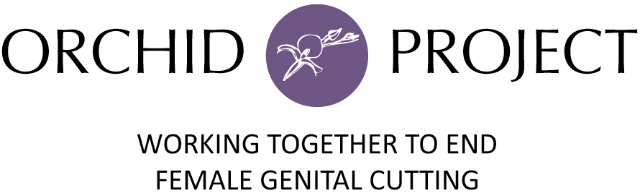 ORCHID PROJECT
WORKING TOGETHER TO END
FEMALE GENITAL CUTTING